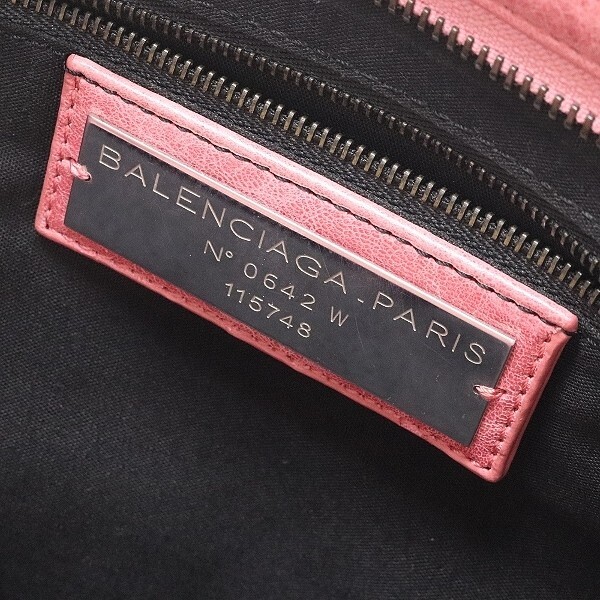 BALENCIAGA-PARIS
N° 0642 W
115748